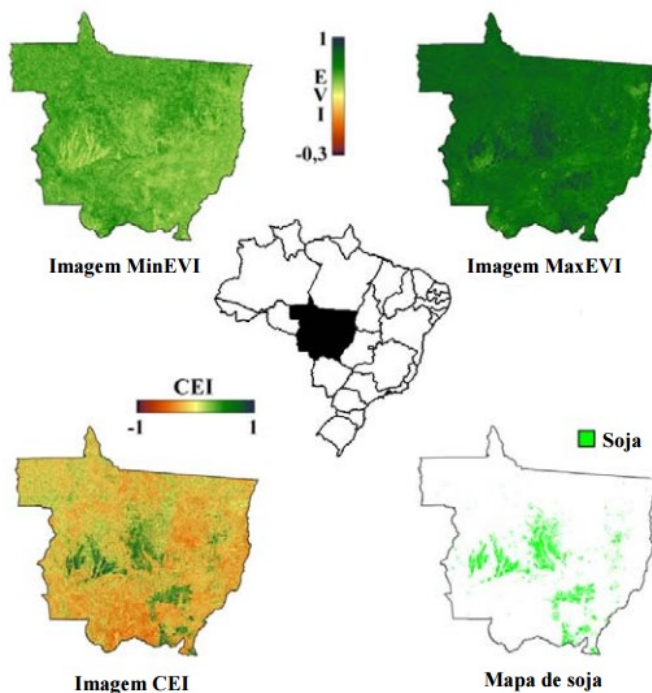 1
E
V
I
-0,3
Imagem MinEVI
Imagem MaxEVI
CEI
-1
1
Soja
Imagem CEI
Mapa de soja